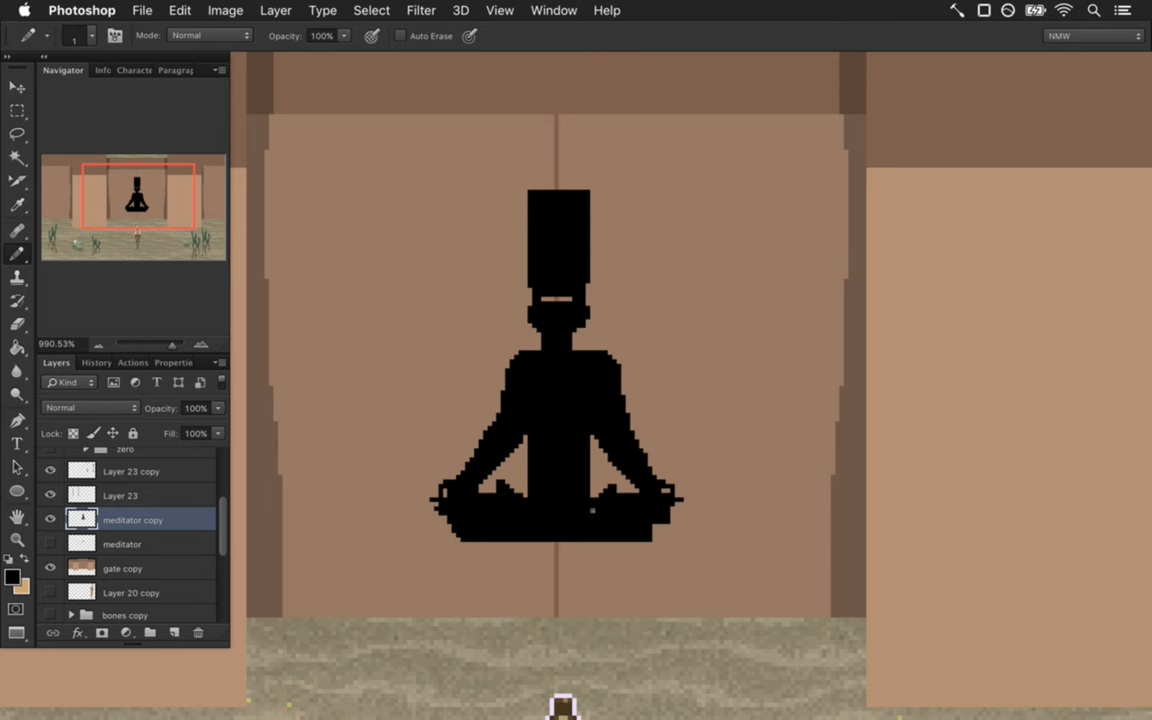 Photoshop File Edit Image Layer Type Select Filter 3D View Window Help
1 Mode: Normal Opacity: 100% Auto Erase NMW
Navigator Info Characte Paragrap
990.53%
Layers History Actions Propertie
Kind
Normal Opacity: 100%
Lock: Fill: 100%
zero
Layer 23 copy
Layer 23
meditator copy
meditator
gate copy
Layer 20 copy
bones copy